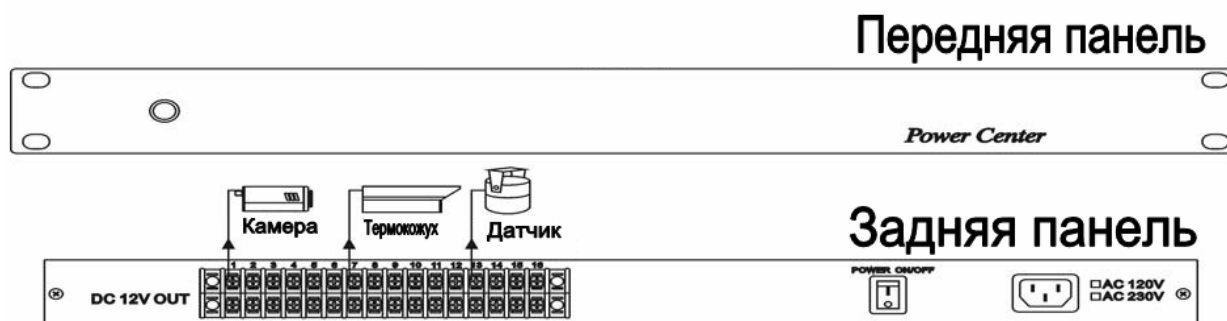 Передняя панель
Power Center
Камера
Термокожух
Датчик
Задняя панель
1 2 3 4 5 6 7 8 9 10 11 12 13 14 15 16
POWER ON/OFF
DC 12V OUT
□AC 120V
□AC 230V